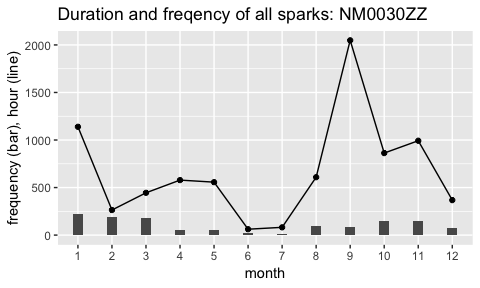 Duration and freqency of all sparks: NM0030ZZ
frequency (bar), hour (line)
2000
1500
1000
500
0
1 2 3 4 5 6 7 8 9 10 11 12
month